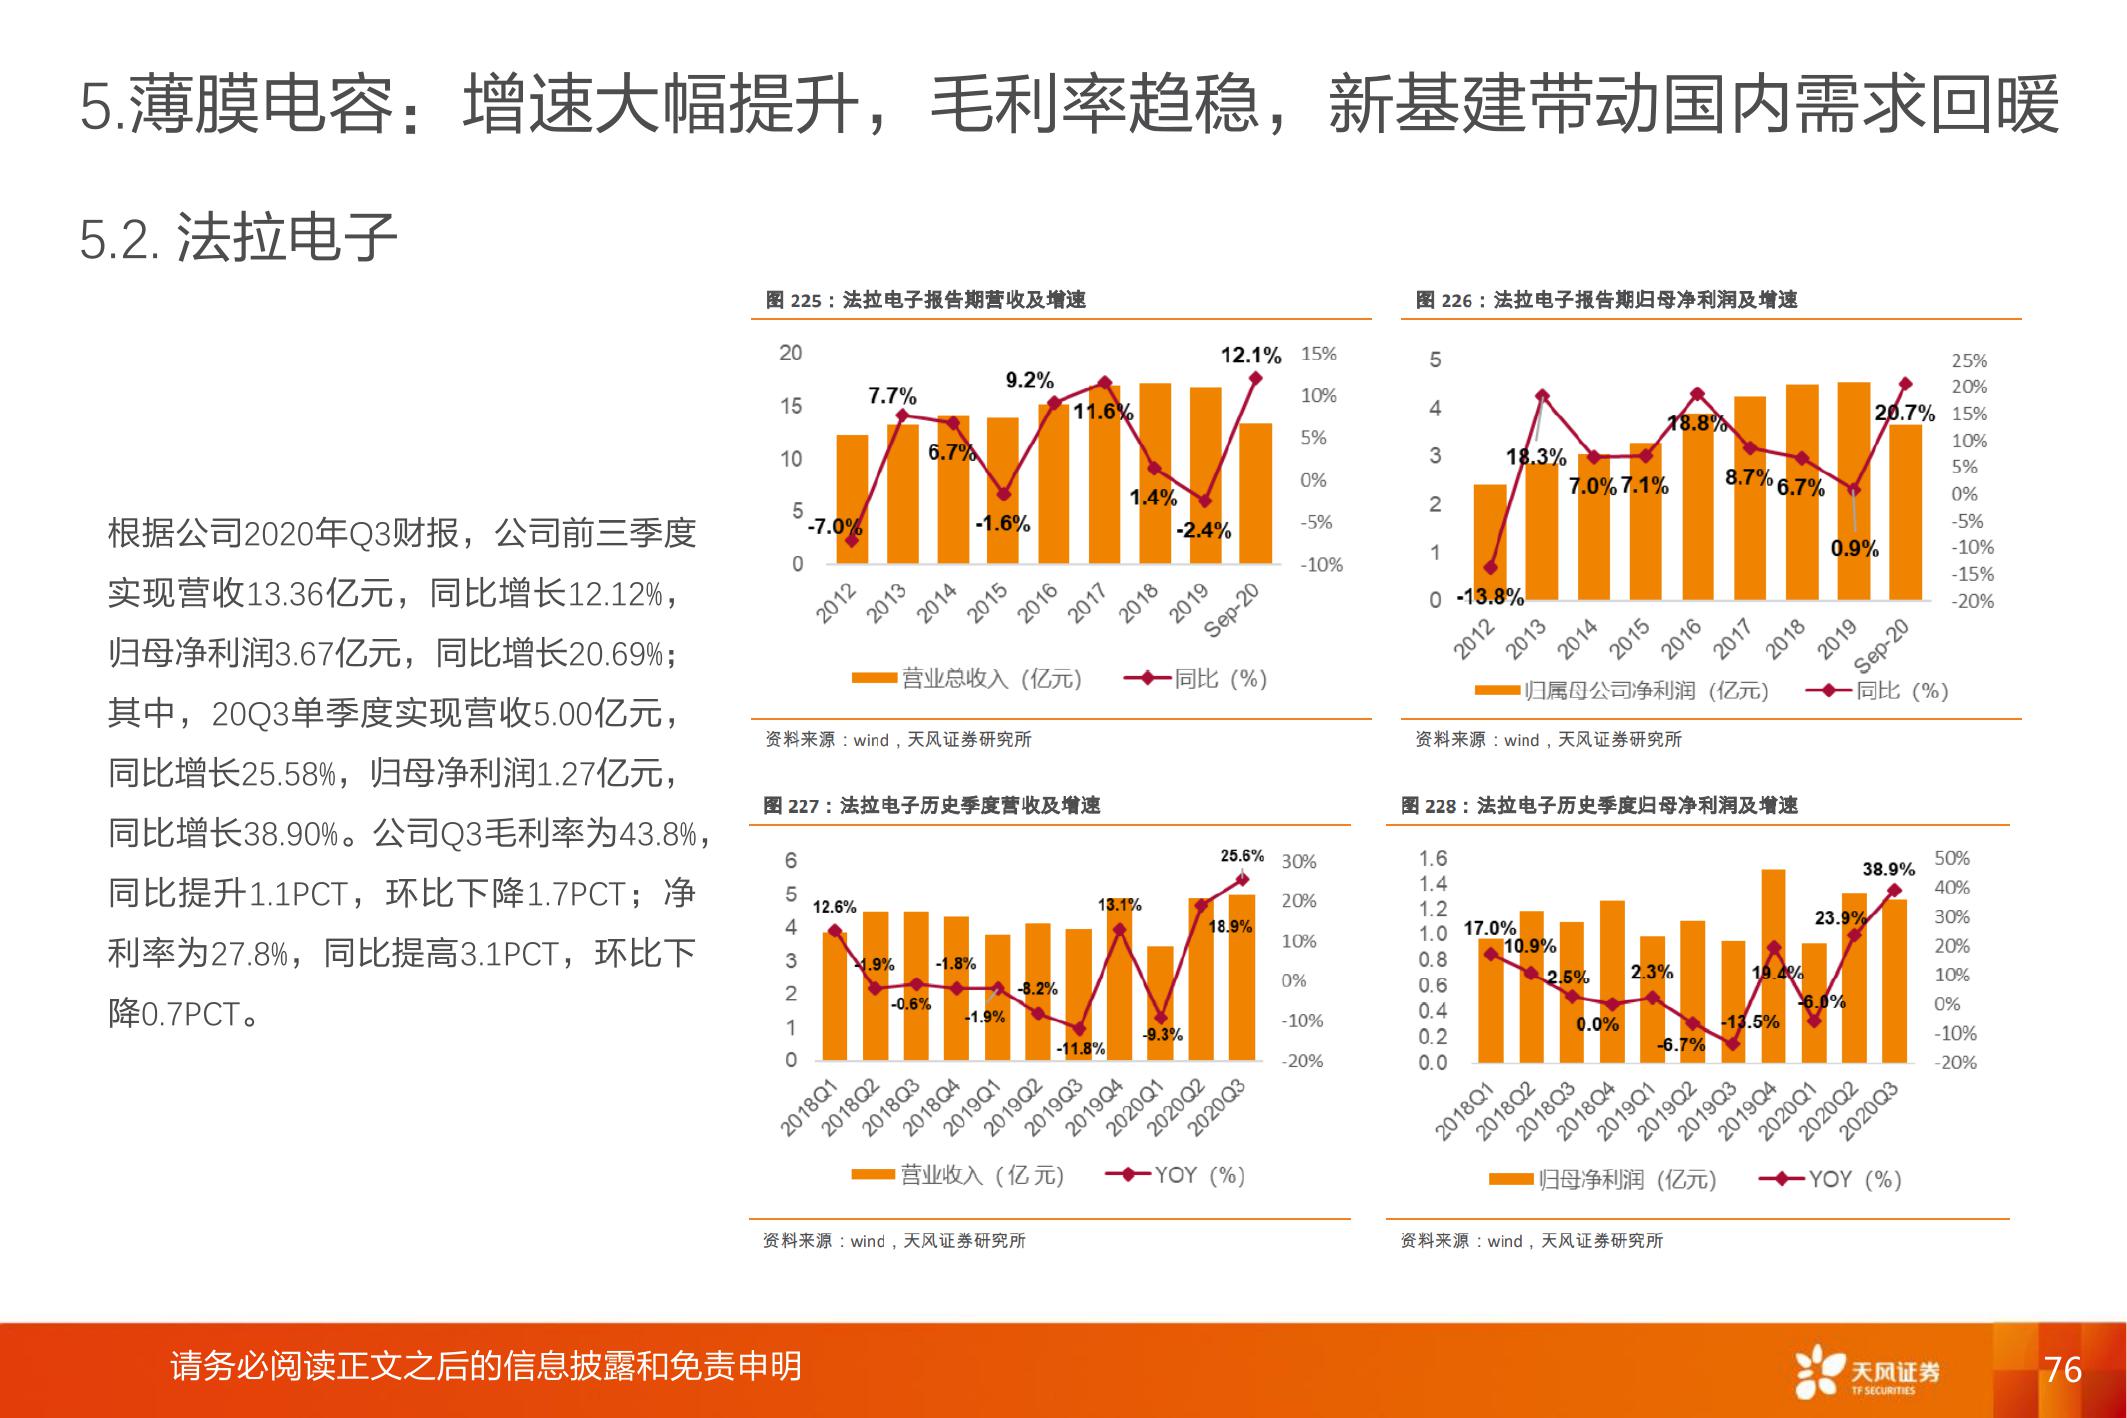 5.薄膜电容：增速大幅提升，毛利率趋稳，新基建带动国内需求回暖
5.2. 法拉电子
根据公司2020年Q3财报，公司前三季度
实现营收13.36亿元，同比增长12.12%，
归母净利润3.67亿元，同比增长20.69%；
其中，20Q3单季度实现营收5.00亿元，
同比增长25.58%，归母净利润1.27亿元，
同比增长38.90%。公司Q3毛利率为43.8%，
同比提升1.1PCT，环比下降1.7PCT；净
利率为27.8%，同比提高3.1PCT，环比下
降0.7PCT。
图 225：法拉电子报告期营收及增速
20
15
10
5
0
15%
10%
5%
0%
-5%
-10%
-7.0%
7.7%
6.7%
-1.6%
9.2%
11.6%
1.4%
-2.4%
12.1%
2012
2013
2014
2015
2016
2017
2018
2019
Sep-20
营业总收入（亿元）
同比（%）
资料来源：wind，天风证券研究所
图 226：法拉电子报告期归母净利润及增速
5
4
3
2
1
0
25%
20%
15%
10%
5%
0%
-5%
-10%
-15%
-20%
-13.8%
18.3%
7.0%
7.1%
18.8%
8.7%
6.7%
0.9%
20.7%
2012
2013
2014
2015
2016
2017
2018
2019
Sep-20
归属母公司净利润（亿元）
同比（%）
资料来源：wind，天风证券研究所
图 227：法拉电子历史季度营收及增速
6
5
4
3
2
1
0
30%
20%
10%
0%
-10%
-20%
12.6%
-1.9%
-0.6%
-1.8%
-1.9%
-8.2%
-11.8%
13.1%
-9.3%
18.9%
25.6%
2018Q1
2018Q2
2018Q3
2018Q4
2019Q1
2019Q2
2019Q3
2019Q4
2020Q1
2020Q2
2020Q3
营业收入（亿 元）
YOY（%）
资料来源：wind，天风证券研究所
图 228：法拉电子历史季度归母净利润及增速
1.6
1.4
1.2
1.0
0.8
0.6
0.4
0.2
0.0
50%
40%
30%
20%
10%
0%
-10%
-20%
17.0%
10.9%
2.5%
0.0%
2.3%
-6.7%
-13.5%
19.4%
-6.0%
23.9%
38.9%
2018Q1
2018Q2
2018Q3
2018Q4
2019Q1
2019Q2
2019Q3
2019Q4
2020Q1
2020Q2
2020Q3
归母净利润（亿元）
YOY（%）
资料来源：wind，天风证券研究所
请务必阅读正文之后的信息披露和免责申明
天风证券
TF SECURITIES
76